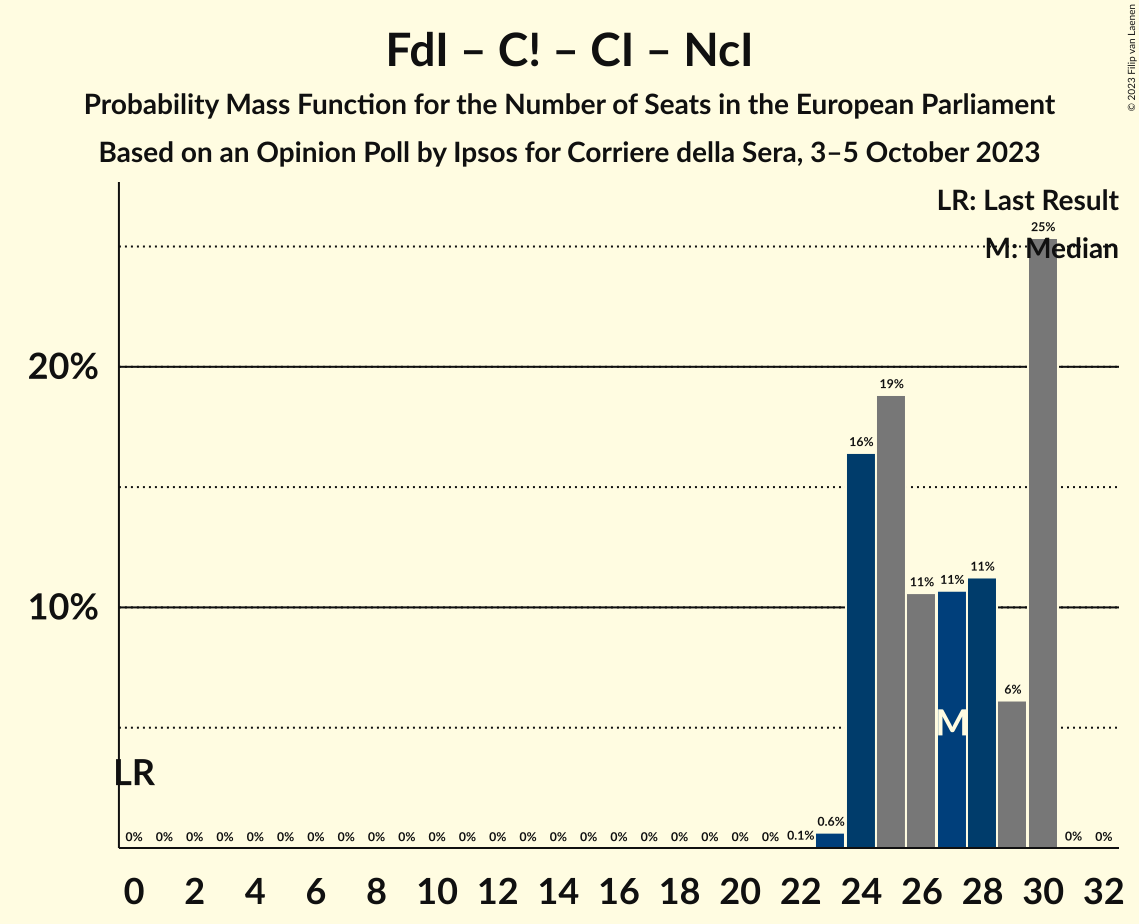 FdI – C! – CI – NcI
Probability Mass Function for the Number of Seats in the European Parliament
Based on an Opinion Poll by Ipsos for Corriere della Sera, 3–5 October 2023
© 2023 Filip van Laenen
LR: Last Result
M: Median
25%
20%
19%
16%
11%
11%
11%
10%
6%
M
LR
0% 0% 0% 0% 0% 0% 0% 0% 0% 0% 0% 0% 0% 0% 0% 0% 0% 0% 0% 0% 0% 0% 0.1% 0.6% 0% 0%
0 2 4 6 8 10 12 14 16 18 20 22 24 26 28 30 32